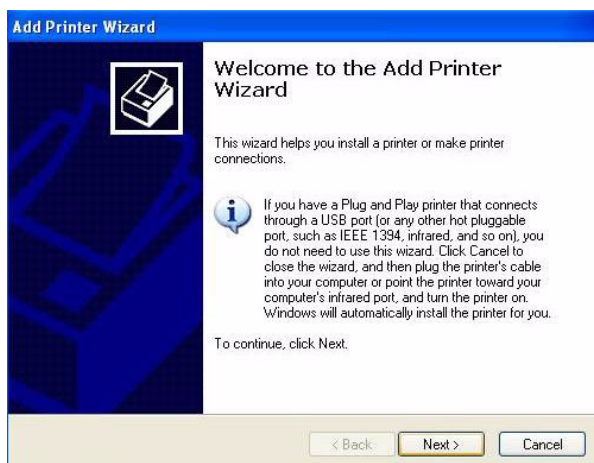 Add Printer Wizard
Welcome to the Add Printer
Wizard
This wizard helps you install a printer or make printer
connections.
If you have a Plug and Play printer that connects
through a USB port (or any other hot pluggable
port, such as IEEE 1394, infrared, and so on), you
do not need to use this wizard. Click Cancel to
close the wizard, and then plug the printer's cable
into your computer or point the printer toward your
computer's infrared port, and turn the printer on.
Windows will automatically install the printer for you.
To continue, click Next.
< Back Next > Cancel